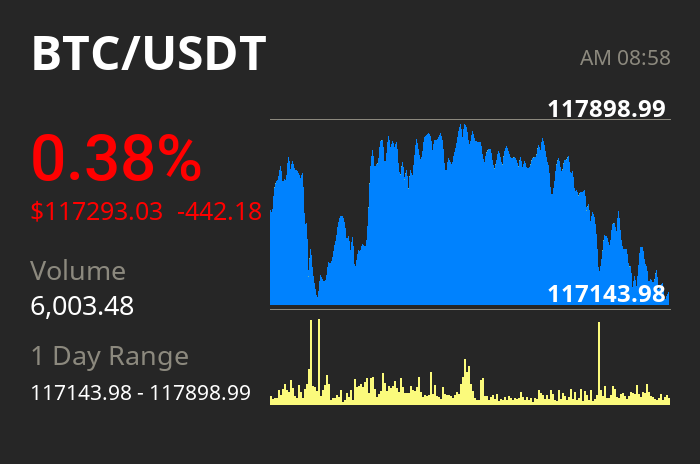 BTC/USDT
AM 08:58
117898.99
0.38%
$117293.03 -442.18
Volume
6,003.48
117143.98
1 Day Range
117143.98 - 117898.99